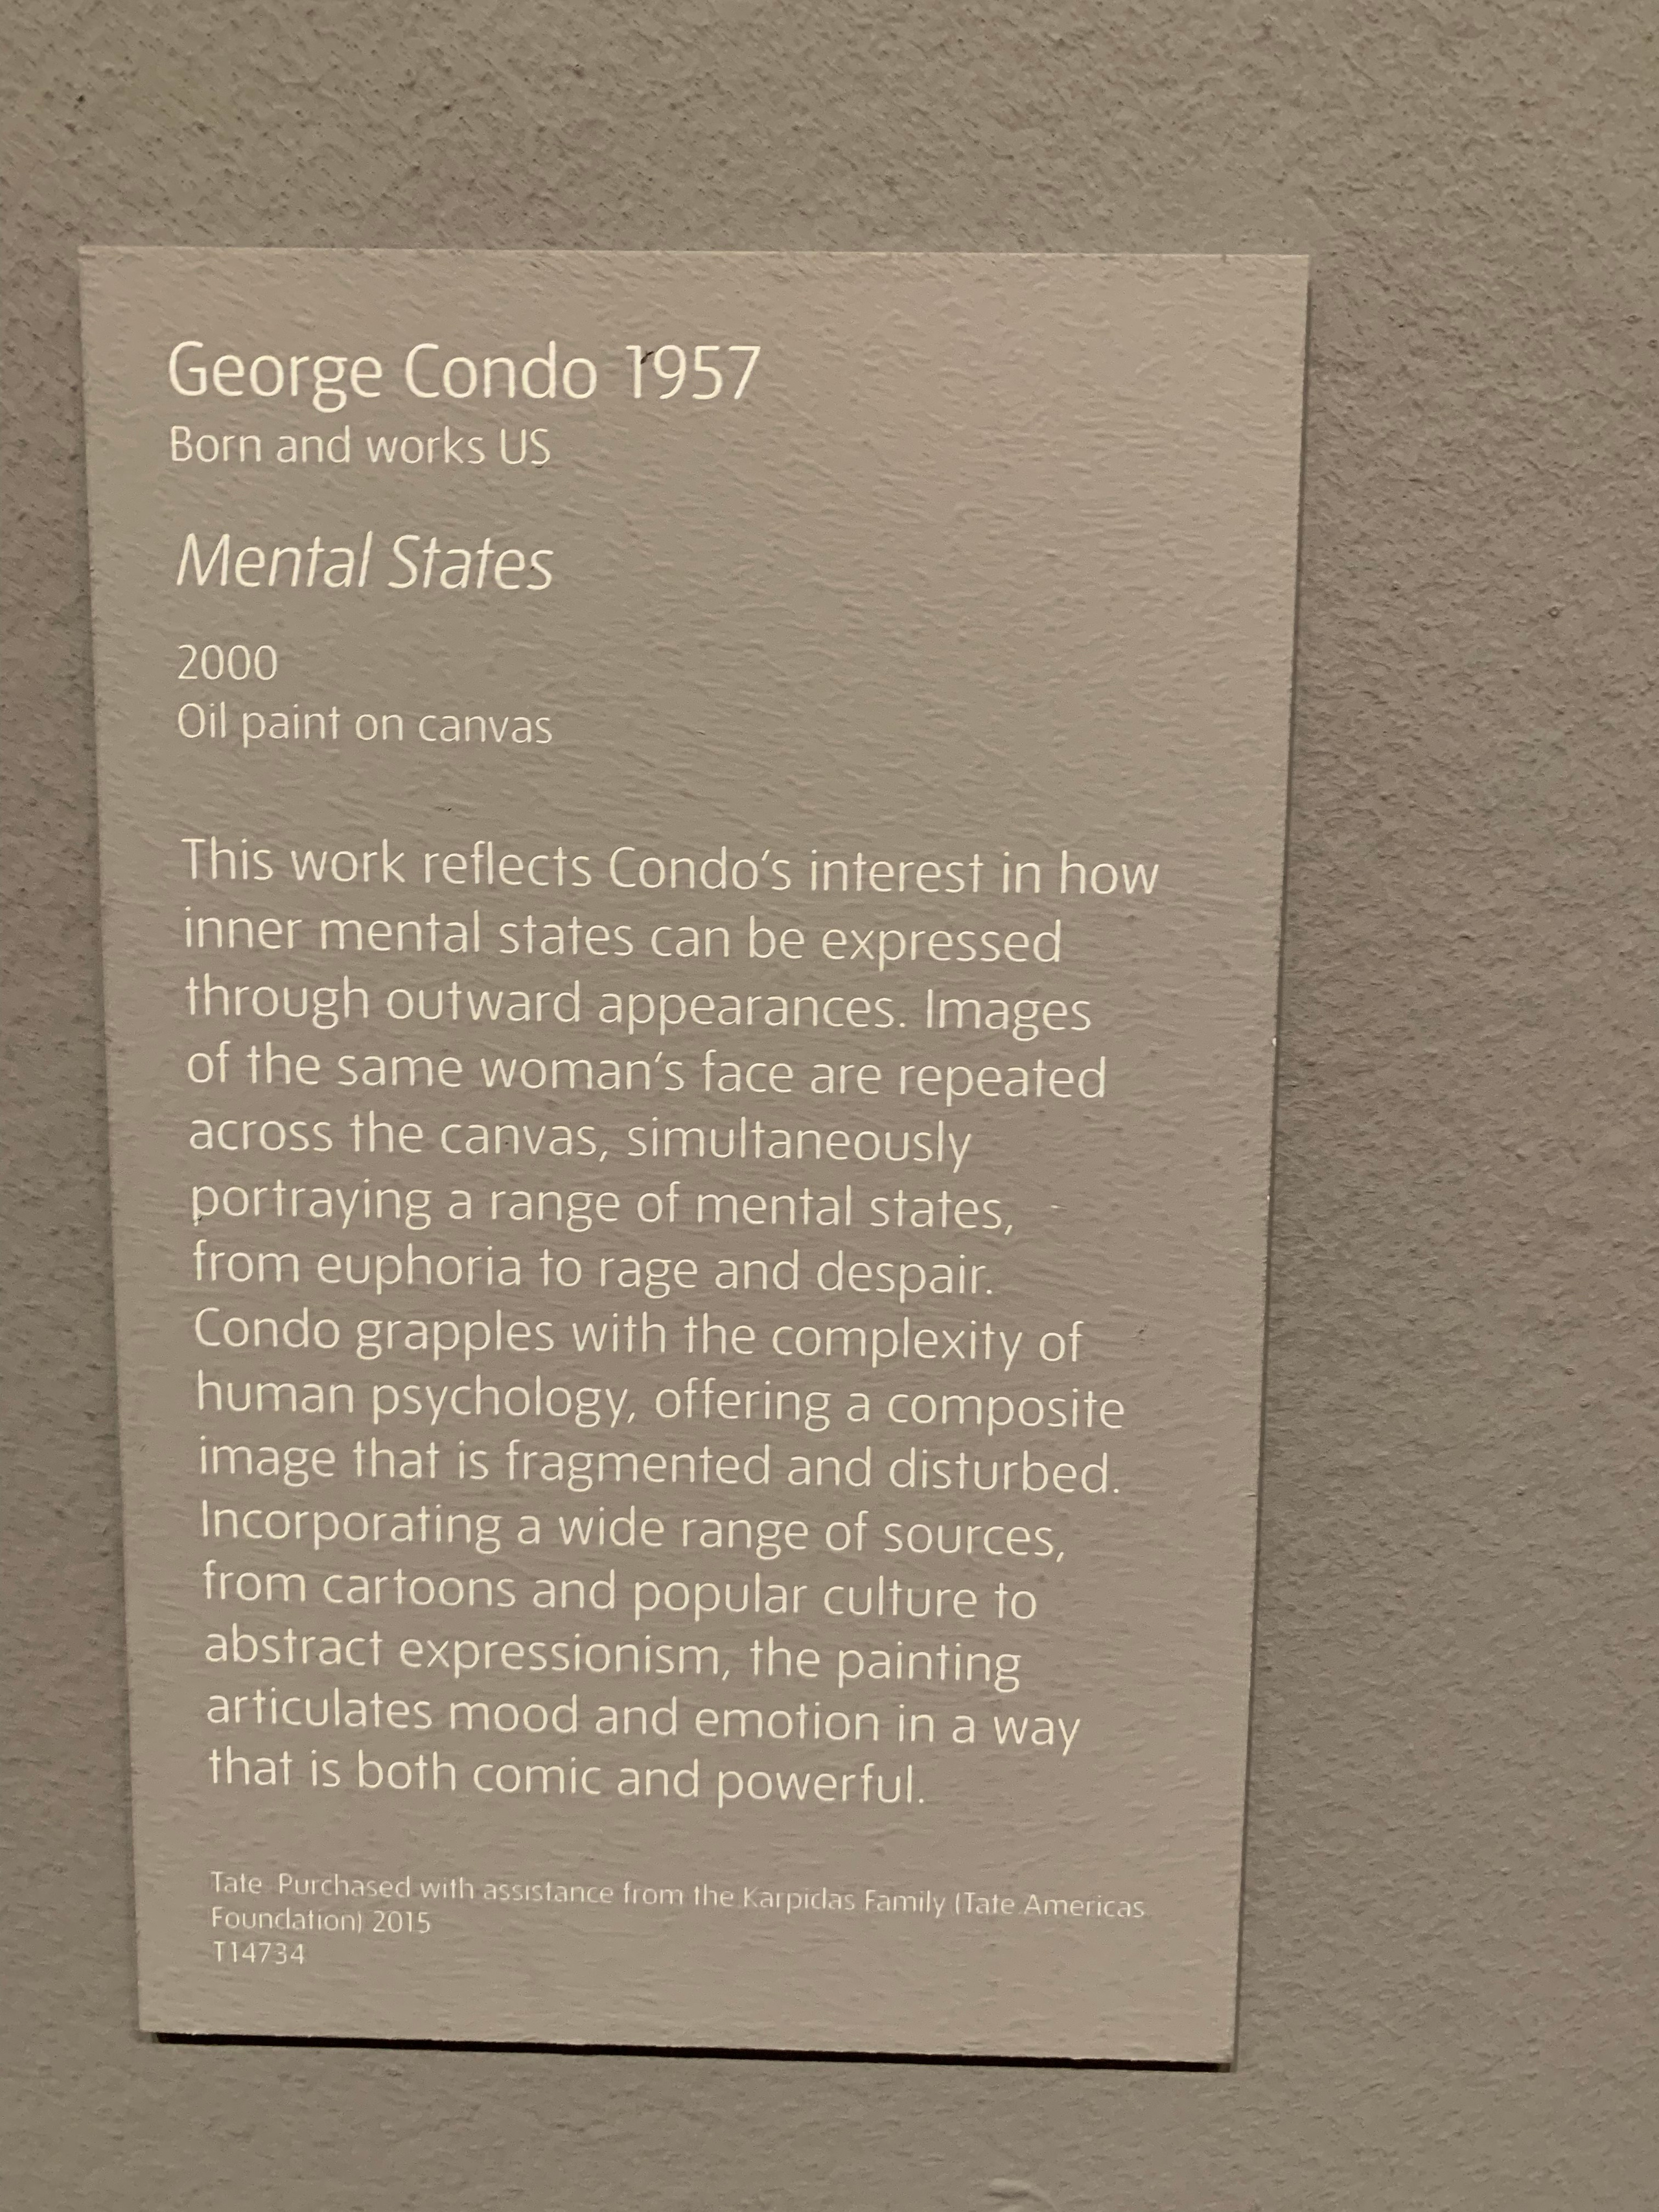 George Condo 1957
Born and works US
Mental States
2000
Oil paint on canvas
This work reflects Condo's interest in how
inner mental states can be expressed
through outward appearances. Images
of the same woman's face are repeated
across the canvas, simultaneously
portraying a range of mental states,
from euphoria to rage and despair.
Condo grapples with the complexity of
human psychology, offering a composite
image that is fragmented and disturbed.
Incorporating a wide range of sources,
from cartoons and popular culture to
abstract expressionism, the painting
articulates mood and emotion in a way
that is both comic and powerful.
Tate. Purchased with assistance from the Karpidas Family (Tate Americas
Foundation) 2015
T14734